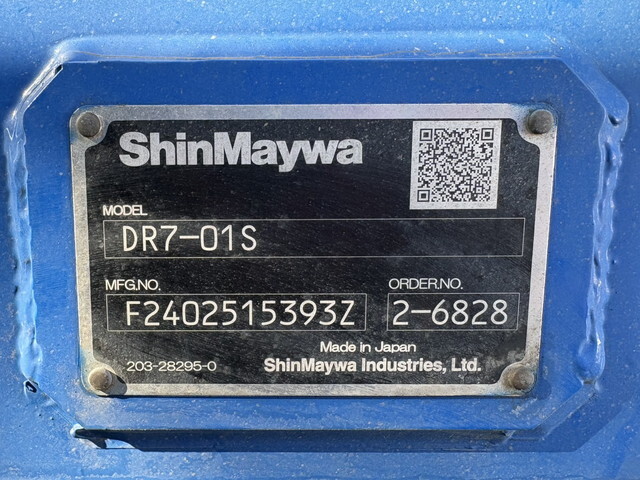 ShinMaywa
MODEL
DR7-01S
MFG.NO. ORDER.NO.
F2402515393Z 2-6828
Made in Japan
203-28295-0 ShinMaywa Industries, Ltd.